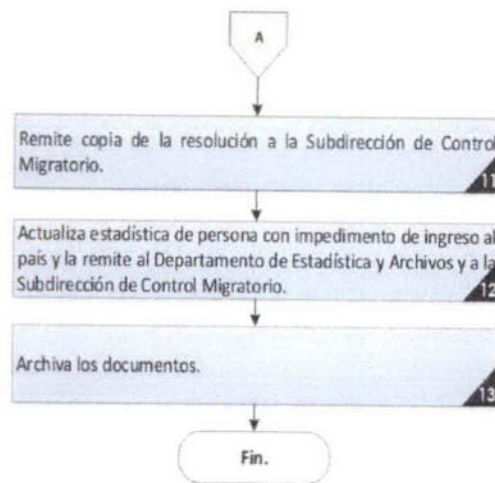 A
Remite copia de la resolución a la Subdirección de Control
Migratorio.
11
Actualiza estadística de persona con impedimento de ingreso al
país y la remite al Departamento de Estadística y Archivos y a la
Subdirección de Control Migratorio.
12
Archiva los documentos.
13
Fin.